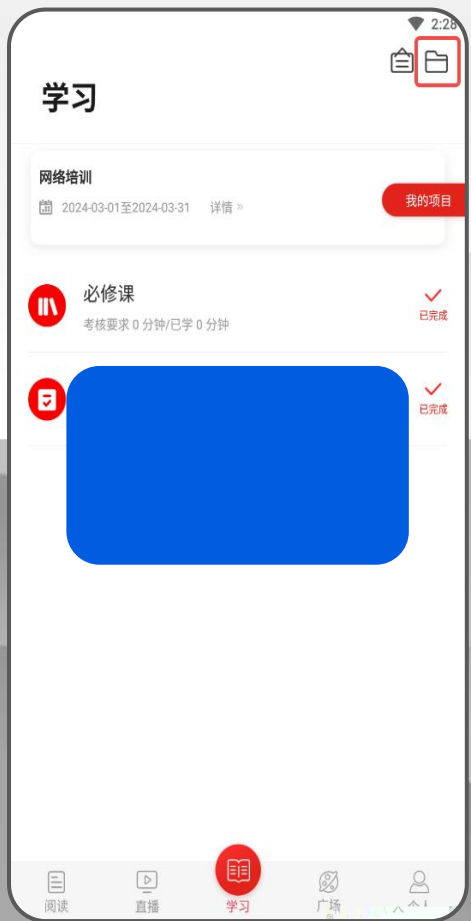 2:28
学习
网络培训
2024-03-01至2024-03-31 详情 »
我的项目
必修课
考核要求 0 分钟/已学 0 分钟
已完成
已完成
阅读 直播 学习 广场 个人